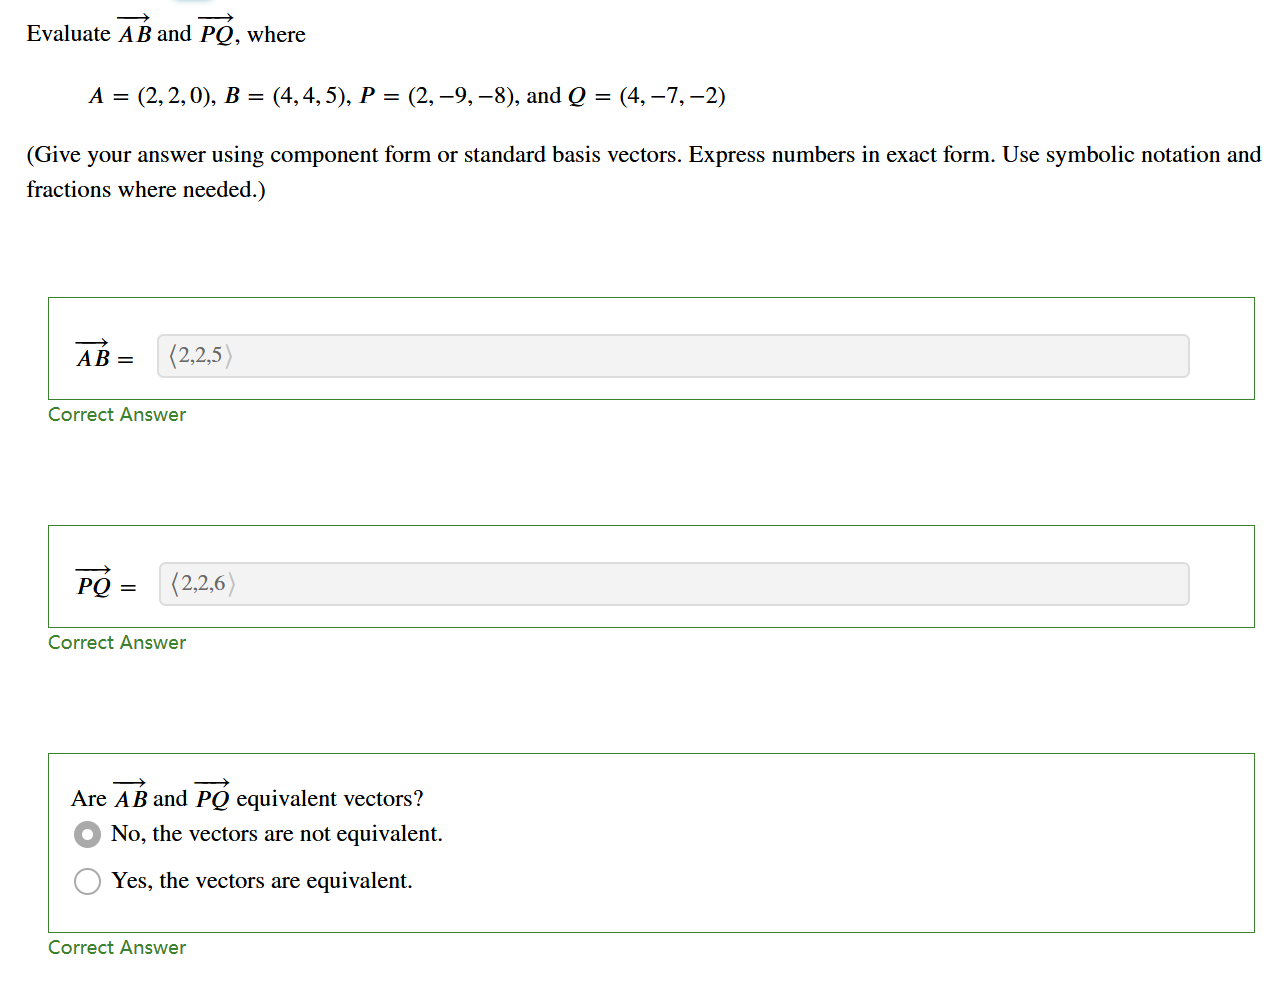 Evaluate \overrightarrow{AB} and \overrightarrow{PQ}, where
A = (2, 2, 0), B = (4, 4, 5), P = (2, −9, −8), and Q = (4, −7, −2)
(Give your answer using component form or standard basis vectors. Express numbers in exact form. Use symbolic notation and
fractions where needed.)
\overrightarrow{AB} = ⟨2,2,5⟩
Correct Answer
\overrightarrow{PQ} = ⟨2,2,6⟩
Correct Answer
Are \overrightarrow{AB} and \overrightarrow{PQ} equivalent vectors?
No, the vectors are not equivalent.
Yes, the vectors are equivalent.
Correct Answer